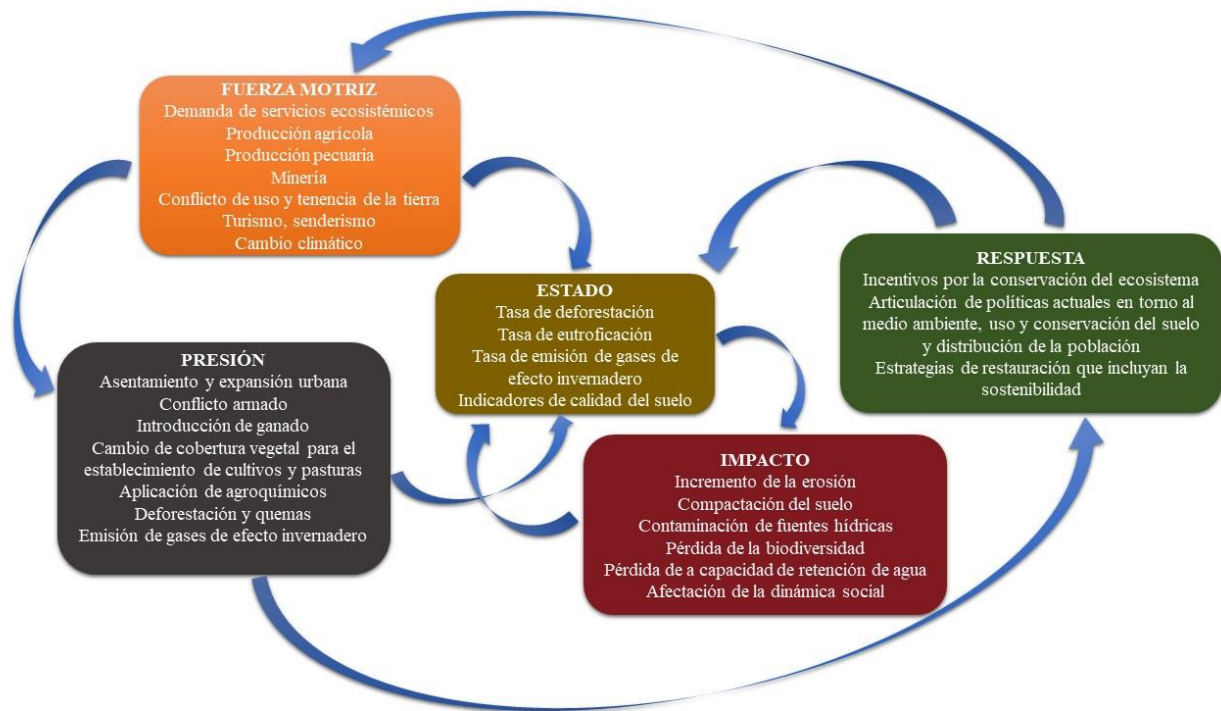 FUERZA MOTRIZ
Demanda de servicios ecosistémicos
Producción agrícola
Producción pecuaria
Minería
Conflicto de uso y tenencia de la tierra
Turismo, senderismo
Cambio climático
PRESIÓN
Asentamiento y expansión urbana
Conflicto armado
Introducción de ganado
Cambio de cobertura vegetal para el
establecimiento de cultivos y pasturas
Aplicación de agroquímicos
Deforestación y quemas
Emisión de gases de efecto invernadero
ESTADO
Tasa de deforestación
Tasa de eutroficación
Tasa de emisión de gases de
efecto invernadero
Indicadores de calidad del suelo
IMPACTO
Incremento de la erosión
Compactación del suelo
Contaminación de fuentes hídricas
Pérdida de la biodiversidad
Pérdida de a capacidad de retención de agua
Afectación de la dinámica social
RESPUESTA
Incentivos por la conservación del ecosistema
Articulación de políticas actuales en torno al
medio ambiente, uso y conservación del suelo
y distribución de la población
Estrategias de restauración que incluyan la
sostenibilidad